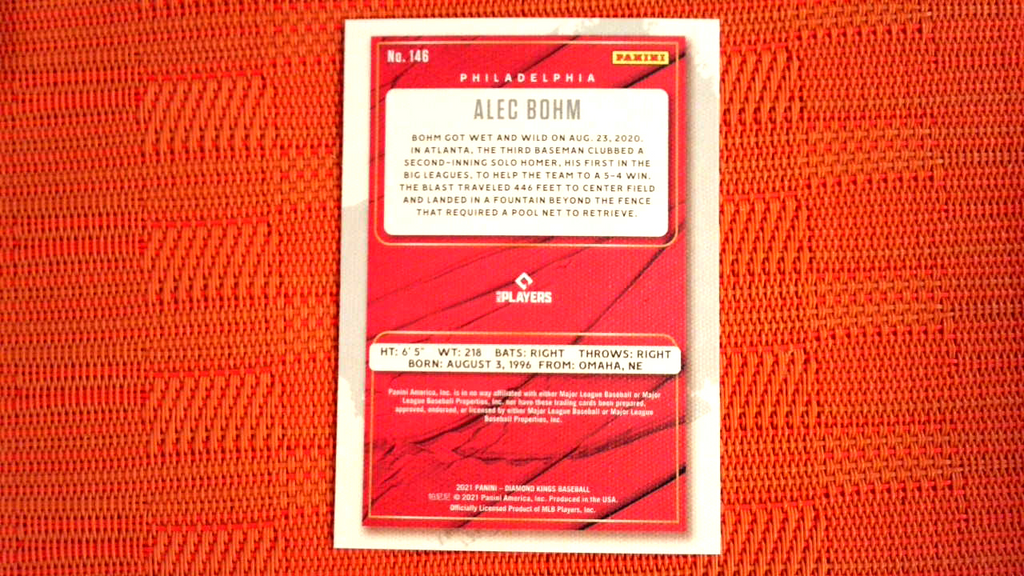 No. 146
PANINI
PHILADELPHIA
ALEC BOHM
BOHM GOT WET AND WILD ON AUG. 23, 2020.
IN ATLANTA, THE THIRD BASEMAN CLUBBED A
SECOND-INNING SOLO HOMER, HIS FIRST IN THE
BIG LEAGUES, TO HELP THE TEAM TO A 5-4 WIN.
THE BLAST TRAVELED 446 FEET TO CENTER FIELD
AND LANDED IN A FOUNTAIN BEYOND THE FENCE
THAT REQUIRED A POOL NET TO RETRIEVE.
PLAYERS
HT: 6' 5" WT: 218 BATS: RIGHT THROWS: RIGHT
BORN: AUGUST 3, 1996 FROM: OMAHA, NE
Panini America, Inc. is in no way affiliated with either Major League Baseball or Major
League Baseball Properties, Inc. nor have these trading cards been prepared,
approved, endorsed, or licensed by either Major League Baseball or Major League
Baseball Properties, Inc.
2021 PANINI – DIAMOND KINGS BASEBALL
© 2021 Panini America, Inc. Produced in the USA.
Officially Licensed Product of MLB Players, Inc.